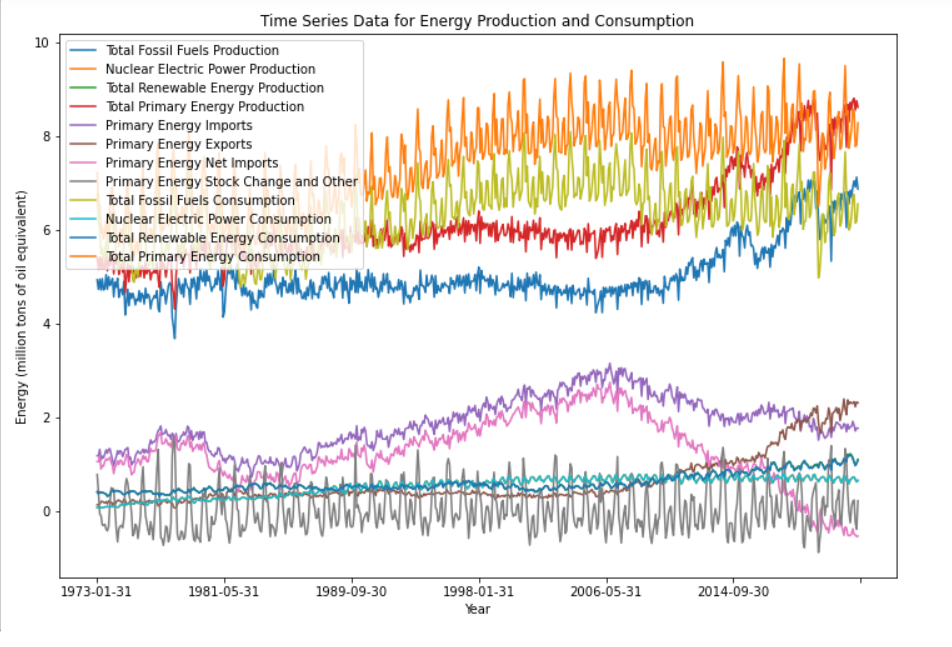 Time Series Data for Energy Production and Consumption
10
Total Fossil Fuels Production
Nuclear Electric Power Production
Total Renewable Energy Production
Total Primary Energy Production
Primary Energy Imports
Primary Energy Exports
Primary Energy Net Imports
Primary Energy Stock Change and Other
Total Fossil Fuels Consumption
Nuclear Electric Power Consumption
Total Renewable Energy Consumption
Total Primary Energy Consumption
8
6
4
2
0
Energy (million tons of oil equivalent)
1973-01-31 1981-05-31 1989-09-30 1998-01-31 2006-05-31 2014-09-30
Year